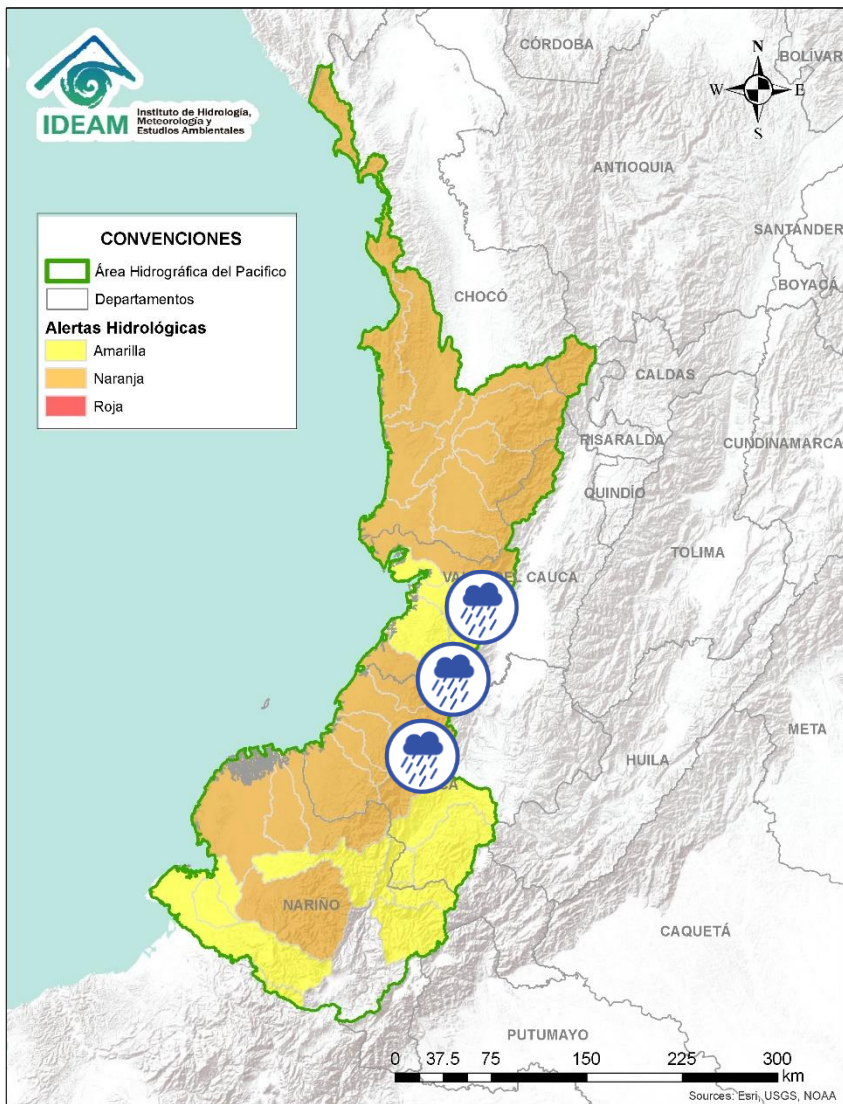 IDEAM
Instituto de Hidrología,
Meteorología y
Estudios Ambientales
N
W
E
S
CÓRDOBA
BOLÍVAR
ANTIOQUIA
SANTANDER
BOYACÁ
CHOCÓ
CALDAS
RISARALDA
CUNDINAMARCA
QUINDÍO
TOLIMA
DEL CAUCA
META
HUILA
NARIÑO
CAQUETÁ
PUTUMAYO
CONVENCIONES
Área Hidrográfica del Pacifico
Departamentos
Alertas Hidrológicas
Amarilla
Naranja
Roja
0 37.5 75 150 225 300
km
Sources: Esri, USGS, NOAA